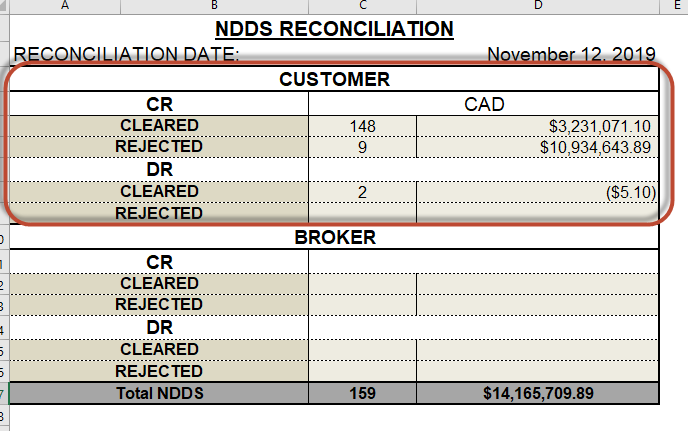 A B C D E
NDDS RECONCILIATION
RECONCILIATION DATE: November 12, 2019
CUSTOMER
CR CAD
CLEARED 148 $3,231,071.10
REJECTED 9 $10,934,643.89
DR
CLEARED 2 ($5.10)
REJECTED
BROKER
CR
CLEARED
REJECTED
DR
CLEARED
REJECTED
Total NDDS 159 $14,165,709.89